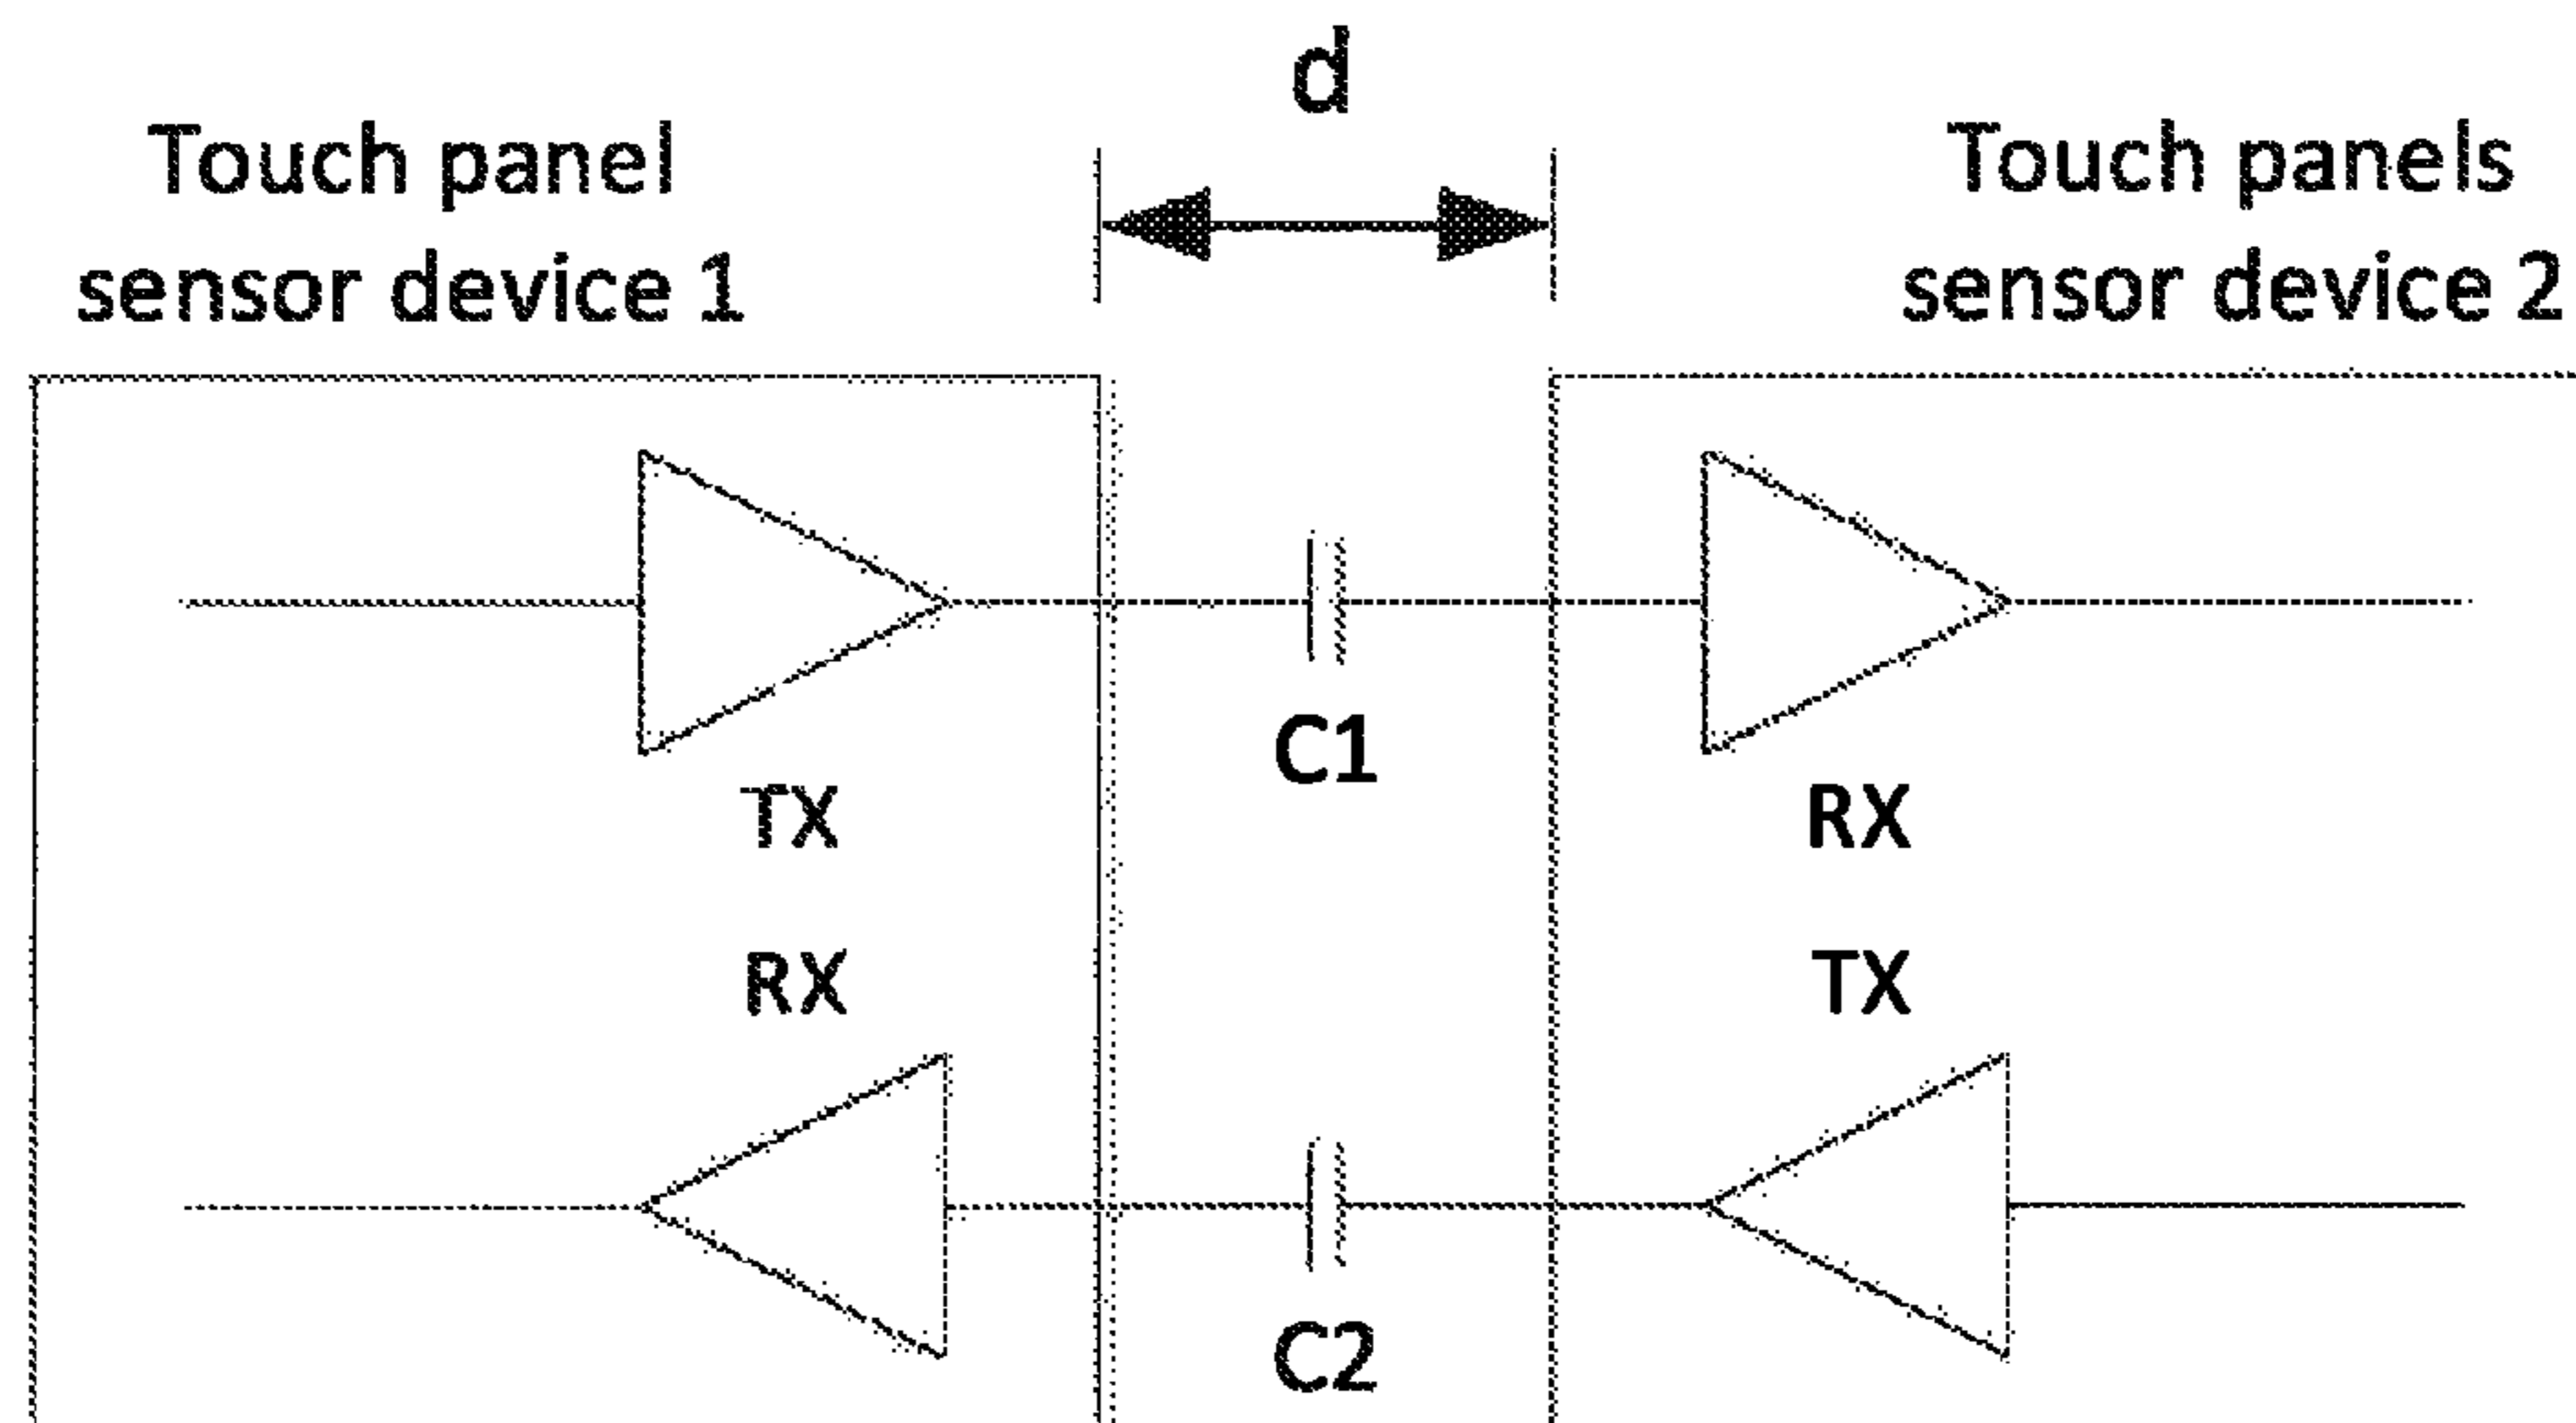 d
Touch panel
sensor device 1
Touch panels
sensor device 2
C1
TX
RX
RX
TX
C2